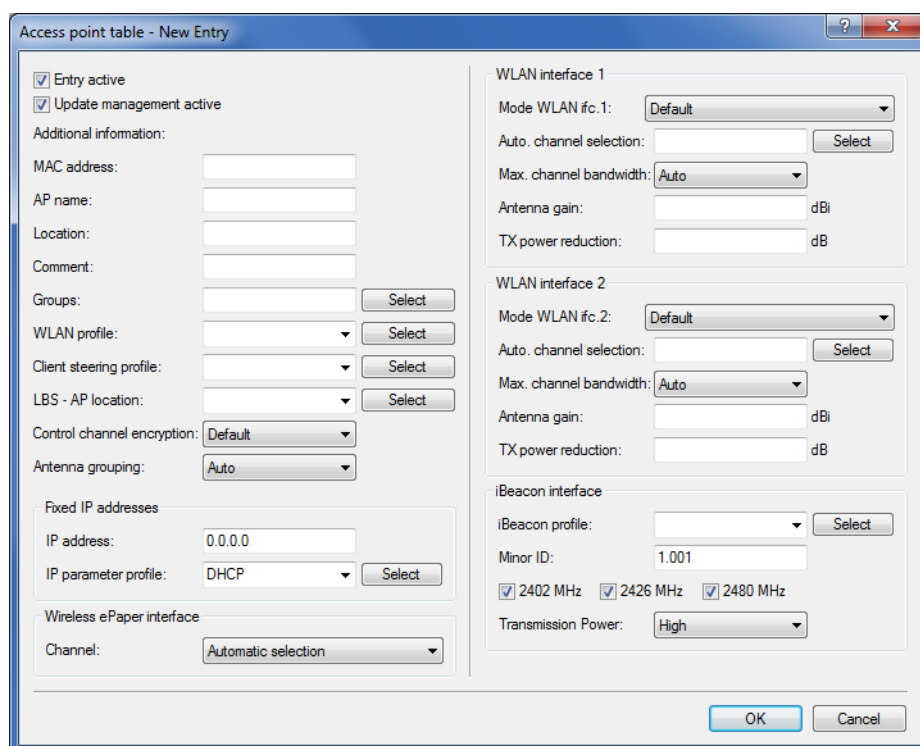 Access point table - New Entry
?
Entry active
Update management active
Additional information:
MAC address:
AP name:
Location:
Comment:
Groups: Select
WLAN profile: Select
Client steering profile: Select
LBS - AP location: Select
Control channel encryption: Default
Antenna grouping: Auto
Fixed IP addresses
IP address: 0.0.0.0
IP parameter profile: DHCP Select
Wireless ePaper interface
Channel: Automatic selection
WLAN interface 1
Mode WLAN ifc.1: Default
Auto. channel selection: Select
Max. channel bandwidth: Auto
Antenna gain: dBi
TX power reduction: dB
WLAN interface 2
Mode WLAN ifc.2: Default
Auto. channel selection: Select
Max. channel bandwidth: Auto
Antenna gain: dBi
TX power reduction: dB
iBeacon interface
iBeacon profile: Select
Minor ID: 1.001
2402 MHz 2426 MHz 2480 MHz
Transmission Power: High
OK Cancel